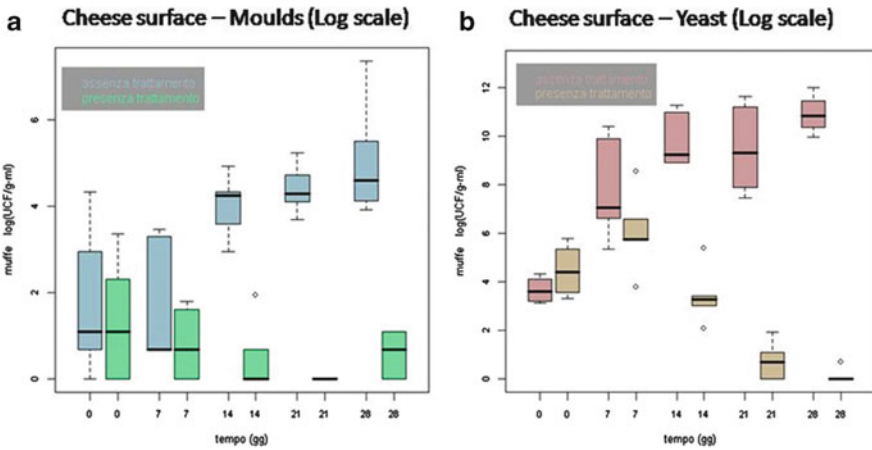 a
Cheese surface – Moulds (Log scale)
assenza trattamento
presenza trattamento
muffe log(UCF/g-ml)
6
4
2
0
0 0 7 7 14 14 21 21 28 28
tempo (gg)
b
Cheese surface – Yeast (Log scale)
assenza trattamento
presenza trattamento
muffe log(UCF/g-ml)
12
10
8
6
4
2
0
0 0 7 7 14 14 21 21 28 28
tempo (gg)